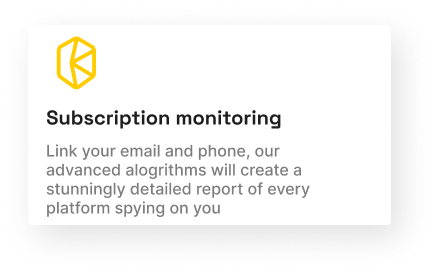 Subscription monitoring
Link your email and phone, our
advanced alogrithms will create a
stunningly detailed report of every
platform spying on you